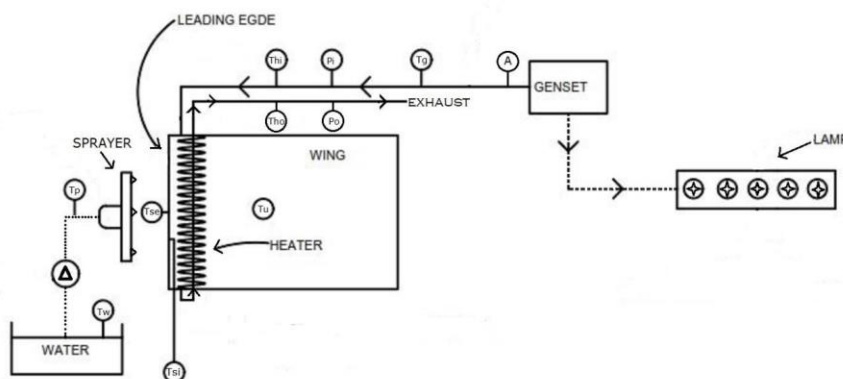 LEADING EGDE
Thi
Pi
Tg
A
GENSET
EXHAUST
Tho
Po
SPRAYER
WING
LAMP
Tp
Tse
Tu
HEATER
Tw
WATER
Tsi